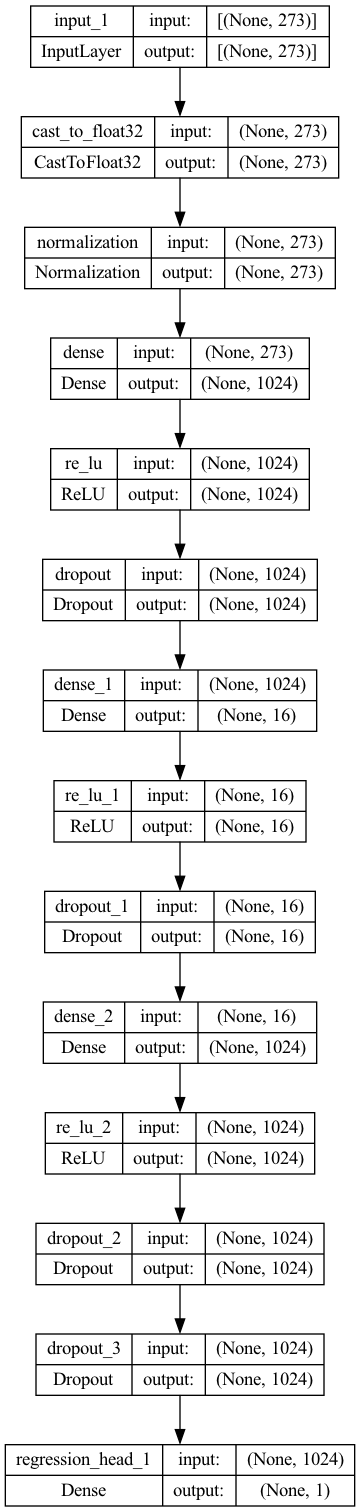 input_1 input: [(None, 273)]
InputLayer output: [(None, 273)]
cast_to_float32 input: (None, 273)
CastToFloat32 output: (None, 273)
normalization input: (None, 273)
Normalization output: (None, 273)
dense input: (None, 273)
Dense output: (None, 1024)
re_lu input: (None, 1024)
ReLU output: (None, 1024)
dropout input: (None, 1024)
Dropout output: (None, 1024)
dense_1 input: (None, 1024)
Dense output: (None, 16)
re_lu_1 input: (None, 16)
ReLU output: (None, 16)
dropout_1 input: (None, 16)
Dropout output: (None, 16)
dense_2 input: (None, 16)
Dense output: (None, 1024)
re_lu_2 input: (None, 1024)
ReLU output: (None, 1024)
dropout_2 input: (None, 1024)
Dropout output: (None, 1024)
dropout_3 input: (None, 1024)
Dropout output: (None, 1024)
regression_head_1 input: (None, 1024)
Dense output: (None, 1)